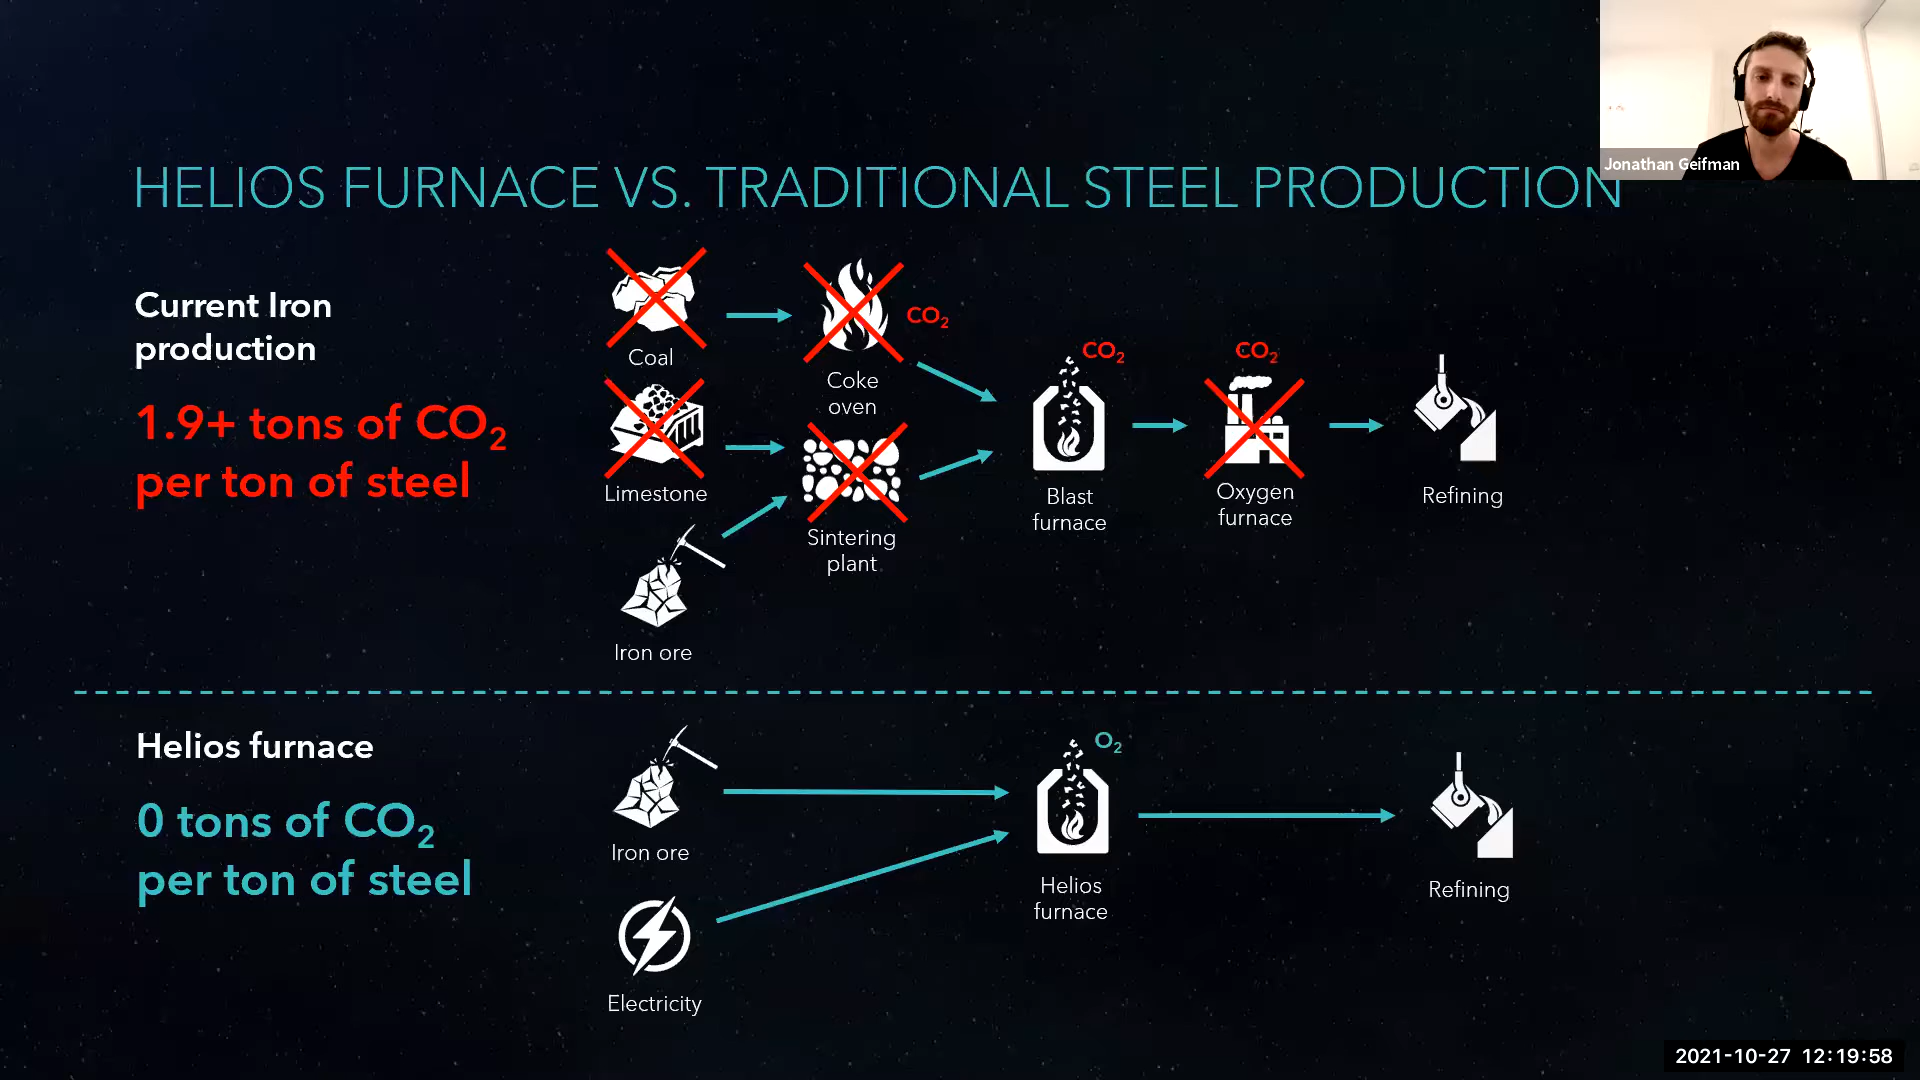 Jonathan Geifman
HELIOS FURNACE VS. TRADITIONAL STEEL PRODUCTION
Current Iron
production
1.9+ tons of CO₂
per ton of steel
Coal
Limestone
Iron ore
Coke
oven
CO₂
Sintering
plant
CO₂
Blast
furnace
CO₂
Oxygen
furnace
Refining
Helios furnace
0 tons of CO₂
per ton of steel
Iron ore
Electricity
O₂
Helios
furnace
Refining
2021-10-27 12:19:58